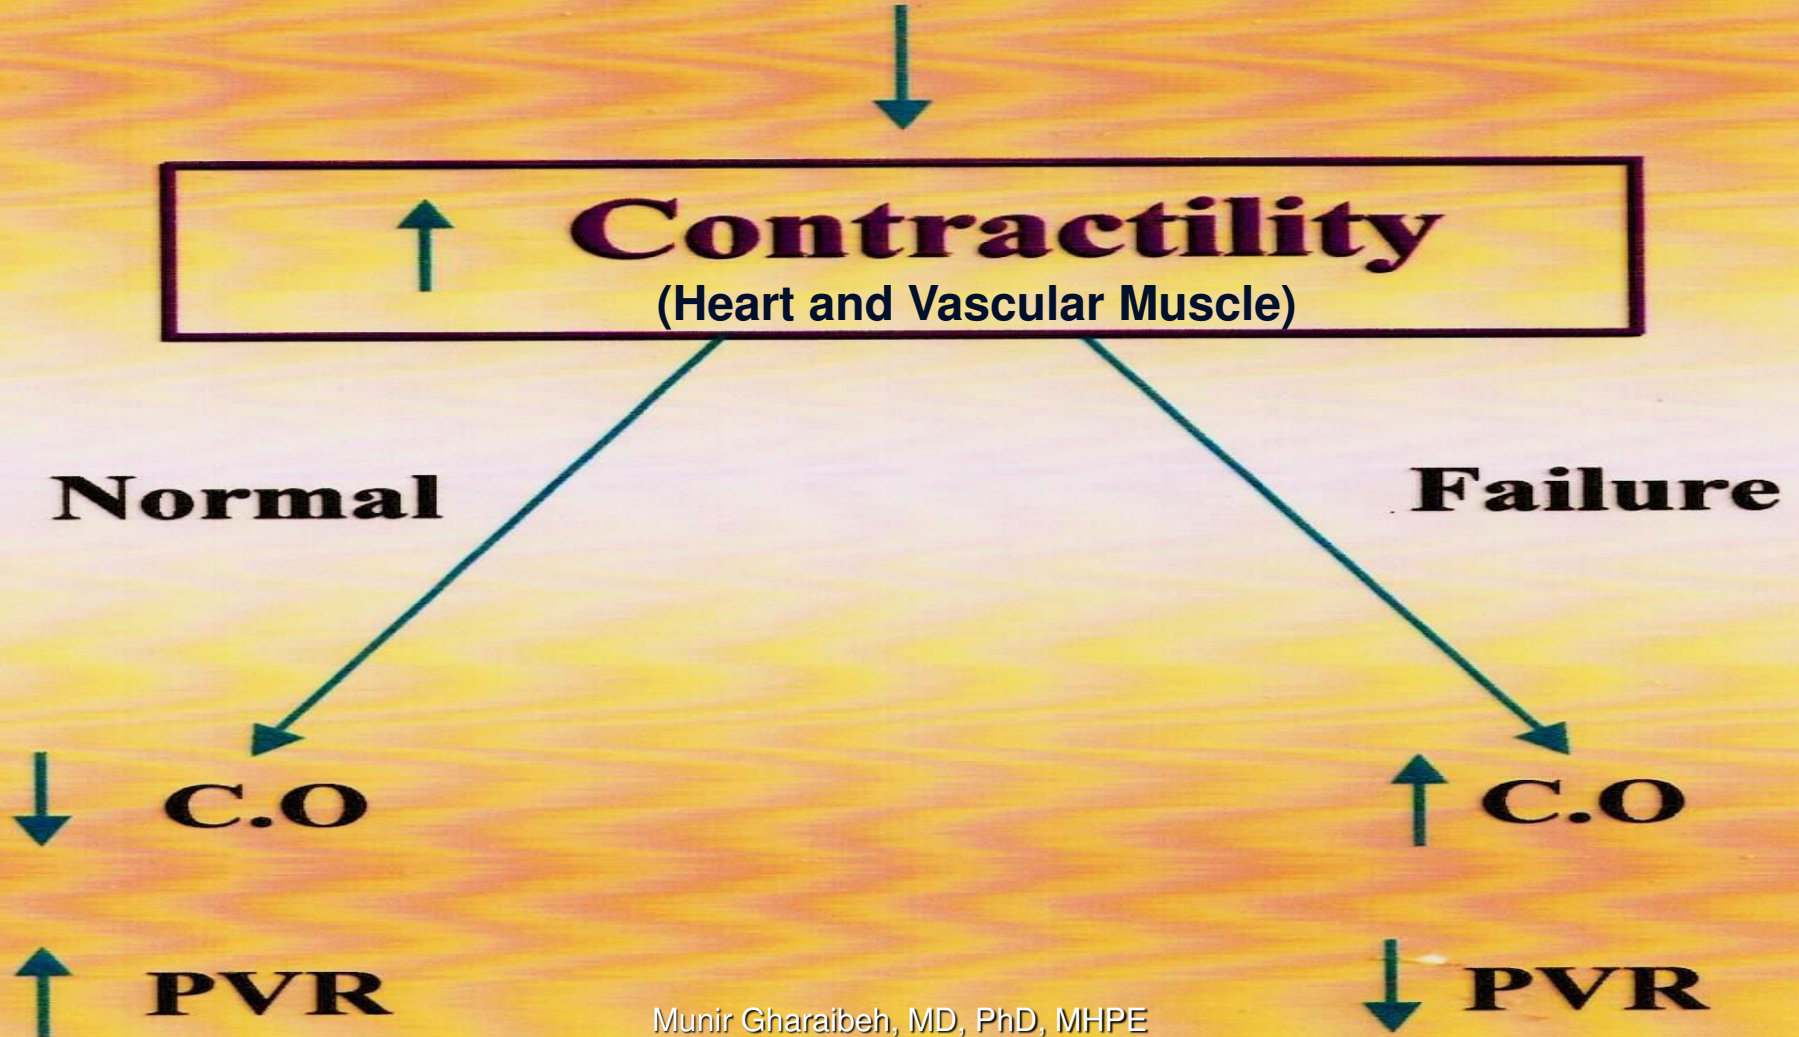 Contractility
(Heart and Vascular Muscle)
Normal
Failure
C.O
C.O
PVR
PVR
Munir Gharaibeh, MD, PhD, MHPE